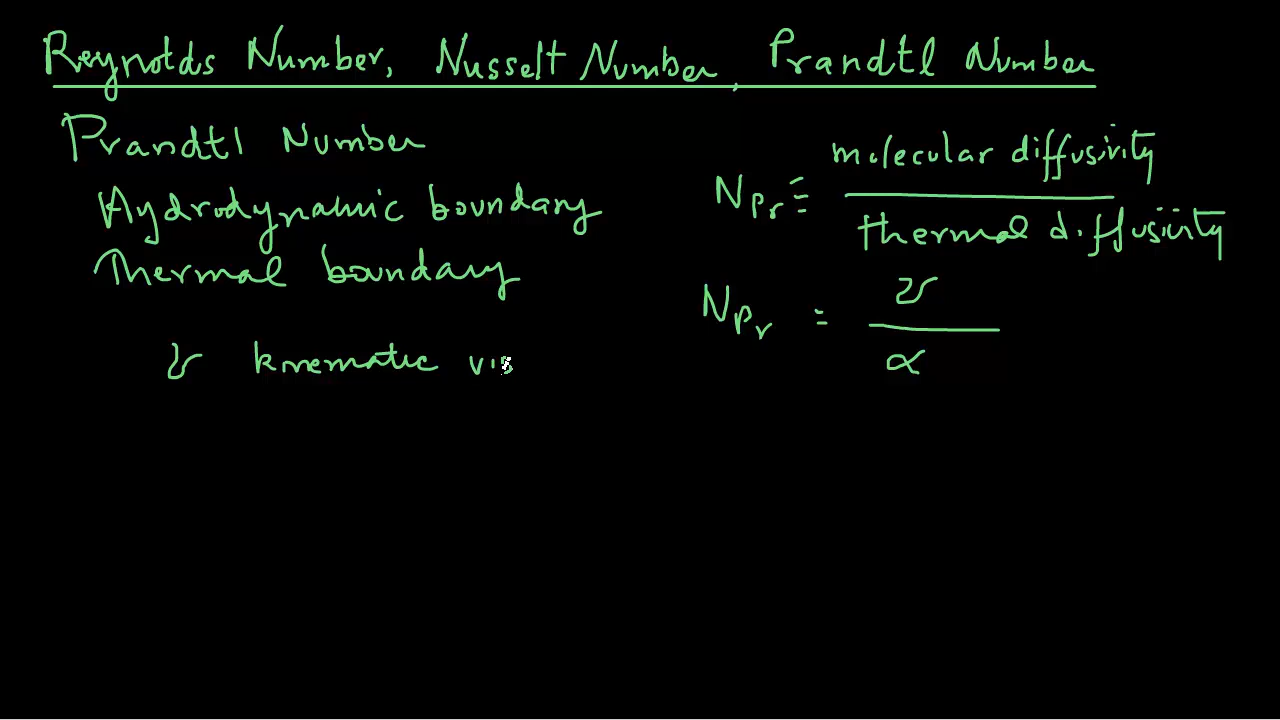 Reynolds Number, Nusselt Number, Prandtl Number
Prandtl Number
Hydrodynamic boundary
Thermal boundary
ν kinematic vis
N_Pr = molecular diffusivity / thermal diffusivity
N_Pr = ν / α